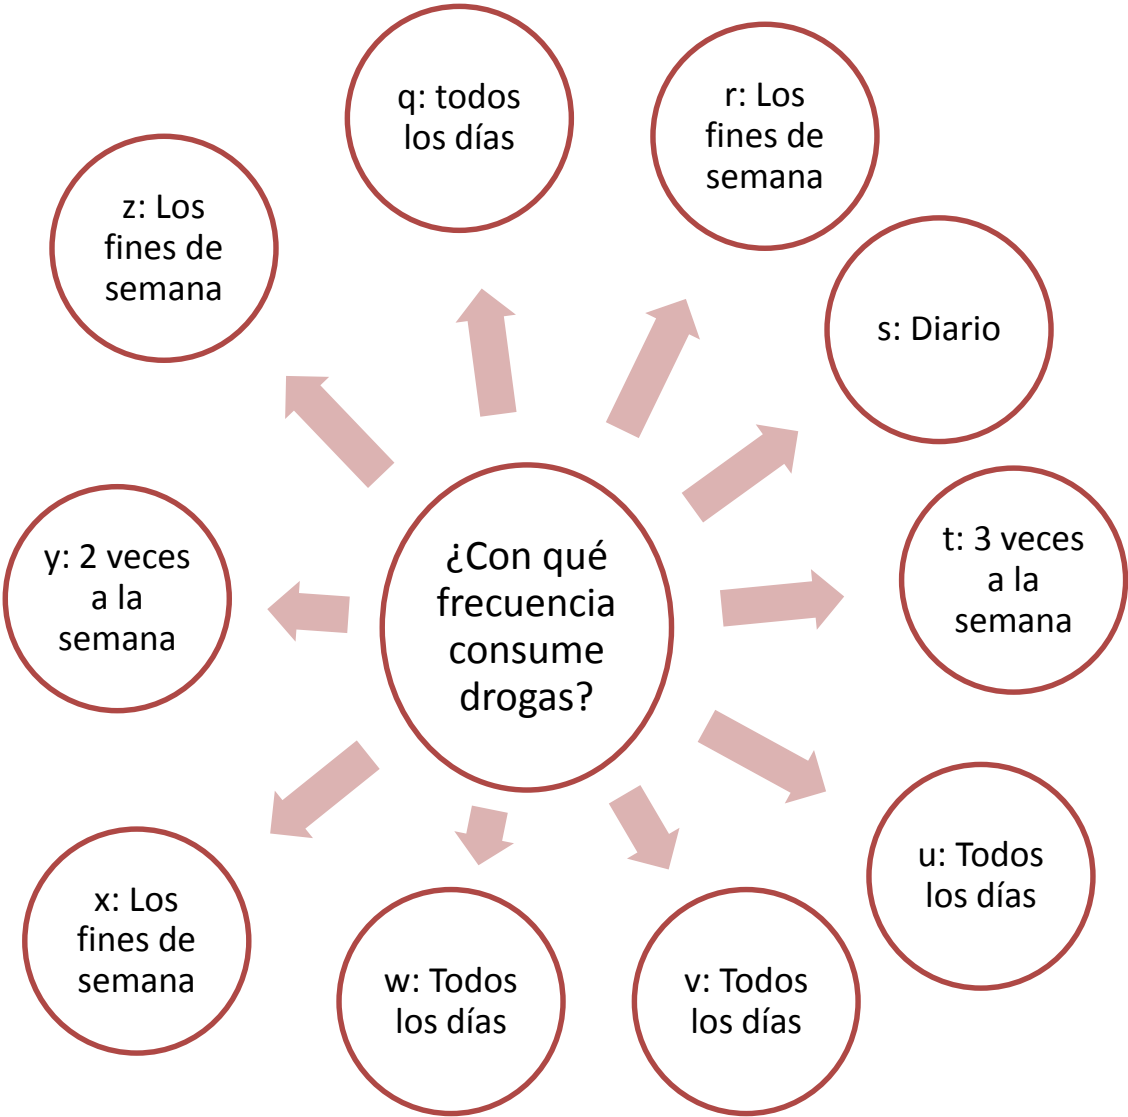 q: todos
los días
r: Los
fines de
semana
s: Diario
t: 3 veces
a la
semana
u: Todos
los días
v: Todos
los días
w: Todos
los días
x: Los
fines de
semana
y: 2 veces
a la
semana
z: Los
fines de
semana
¿Con qué
frecuencia
consume
drogas?